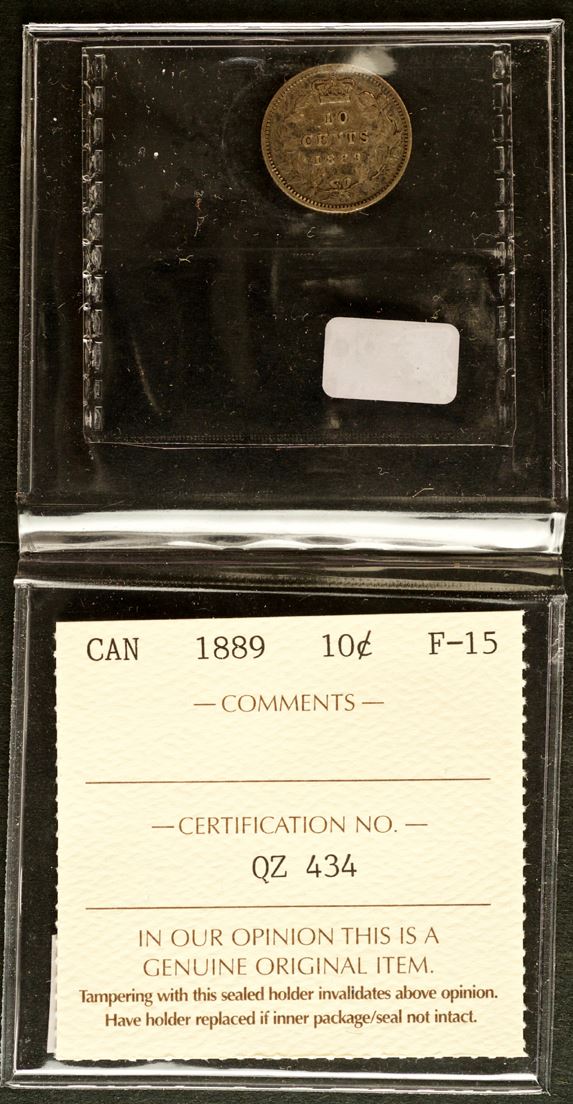 10
CENTS
1889
CAN 1889 10¢ F-15
— COMMENTS —
— CERTIFICATION NO. —
QZ 434
IN OUR OPINION THIS IS A
GENUINE ORIGINAL ITEM.
Tampering with this sealed holder invalidates above opinion.
Have holder replaced if inner package/seal not intact.